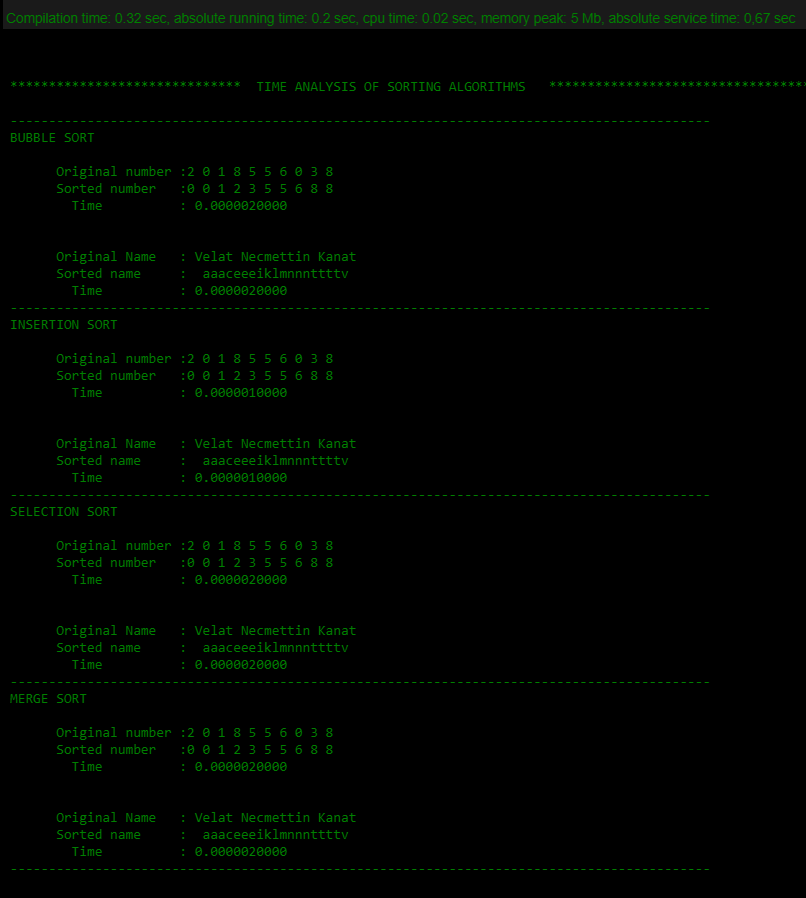 Compilation time: 0.32 sec, absolute running time: 0.2 sec, cpu time: 0.02 sec, memory peak: 5 Mb, absolute service time: 0,67 sec
****************************** TIME ANALYSIS OF SORTING ALGORITHMS *********************************
-------------------------------------------------------------------------------------------
BUBBLE SORT
Original number :2 0 1 8 5 5 6 0 3 8
Sorted number :0 0 1 2 3 5 5 6 8 8
Time : 0.0000020000
Original Name : Velat Necmettin Kanat
Sorted name : aaaceeeiklmnnnttttv
Time : 0.0000020000
-------------------------------------------------------------------------------------------
INSERTION SORT
Original number :2 0 1 8 5 5 6 0 3 8
Sorted number :0 0 1 2 3 5 5 6 8 8
Time : 0.0000010000
Original Name : Velat Necmettin Kanat
Sorted name : aaaceeeiklmnnnttttv
Time : 0.0000010000
-------------------------------------------------------------------------------------------
SELECTION SORT
Original number :2 0 1 8 5 5 6 0 3 8
Sorted number :0 0 1 2 3 5 5 6 8 8
Time : 0.0000020000
Original Name : Velat Necmettin Kanat
Sorted name : aaaceeeiklmnnnttttv
Time : 0.0000020000
-------------------------------------------------------------------------------------------
MERGE SORT
Original number :2 0 1 8 5 5 6 0 3 8
Sorted number :0 0 1 2 3 5 5 6 8 8
Time : 0.0000020000
Original Name : Velat Necmettin Kanat
Sorted name : aaaceeeiklmnnnttttv
Time : 0.0000020000
-------------------------------------------------------------------------------------------